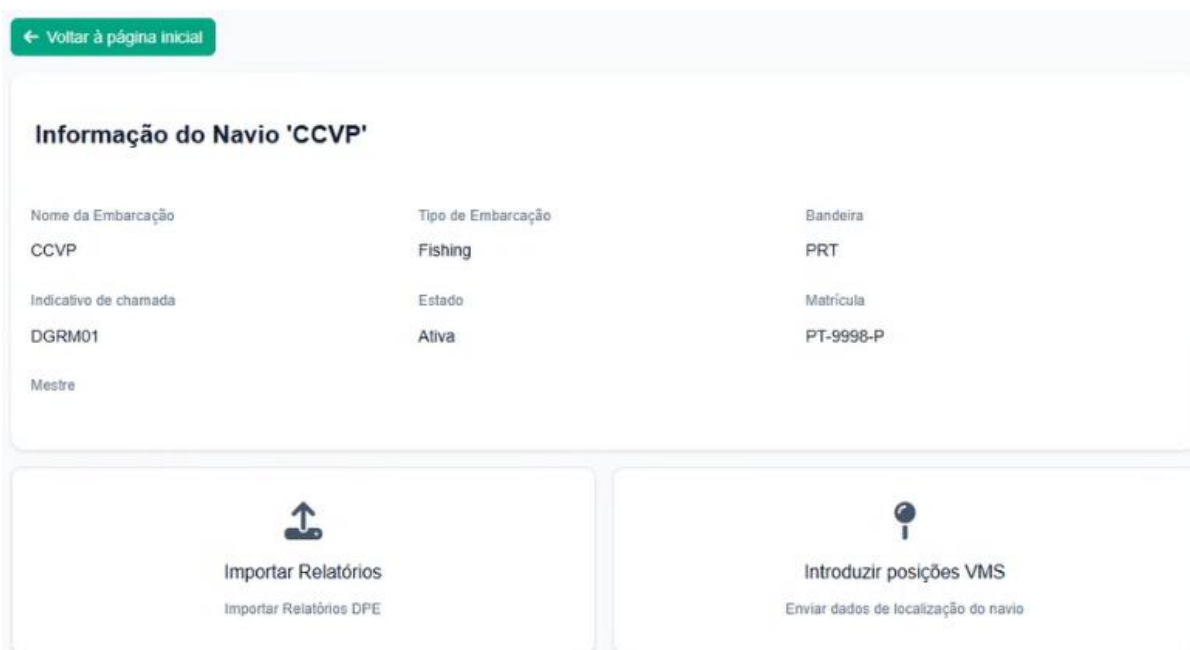 ← Voltar à página inicial
Informação do Navio 'CCVP'
Nome da Embarcação Tipo de Embarcação Bandeira
CCVP Fishing PRT
Indicativo de chamada Estado Matrícula
DGRM01 Ativa PT-9998-P
Mestre
Importar Relatórios
Importar Relatórios DPE
Introduzir posições VMS
Enviar dados de localização do navio